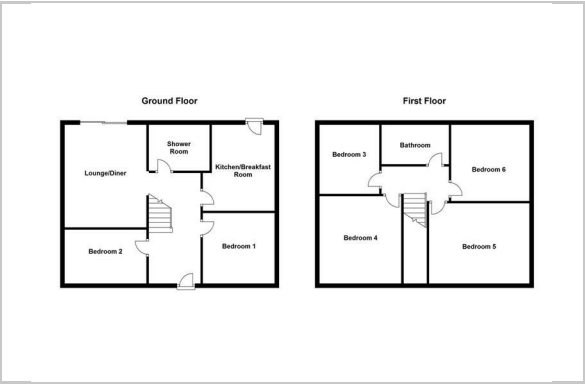 Ground Floor
Shower
Room
Kitchen/Breakfast
Room
Lounge/Diner
Bedroom 2
Bedroom 1
First Floor
Bathroom
Bedroom 3
Bedroom 6
Bedroom 4
Bedroom 5